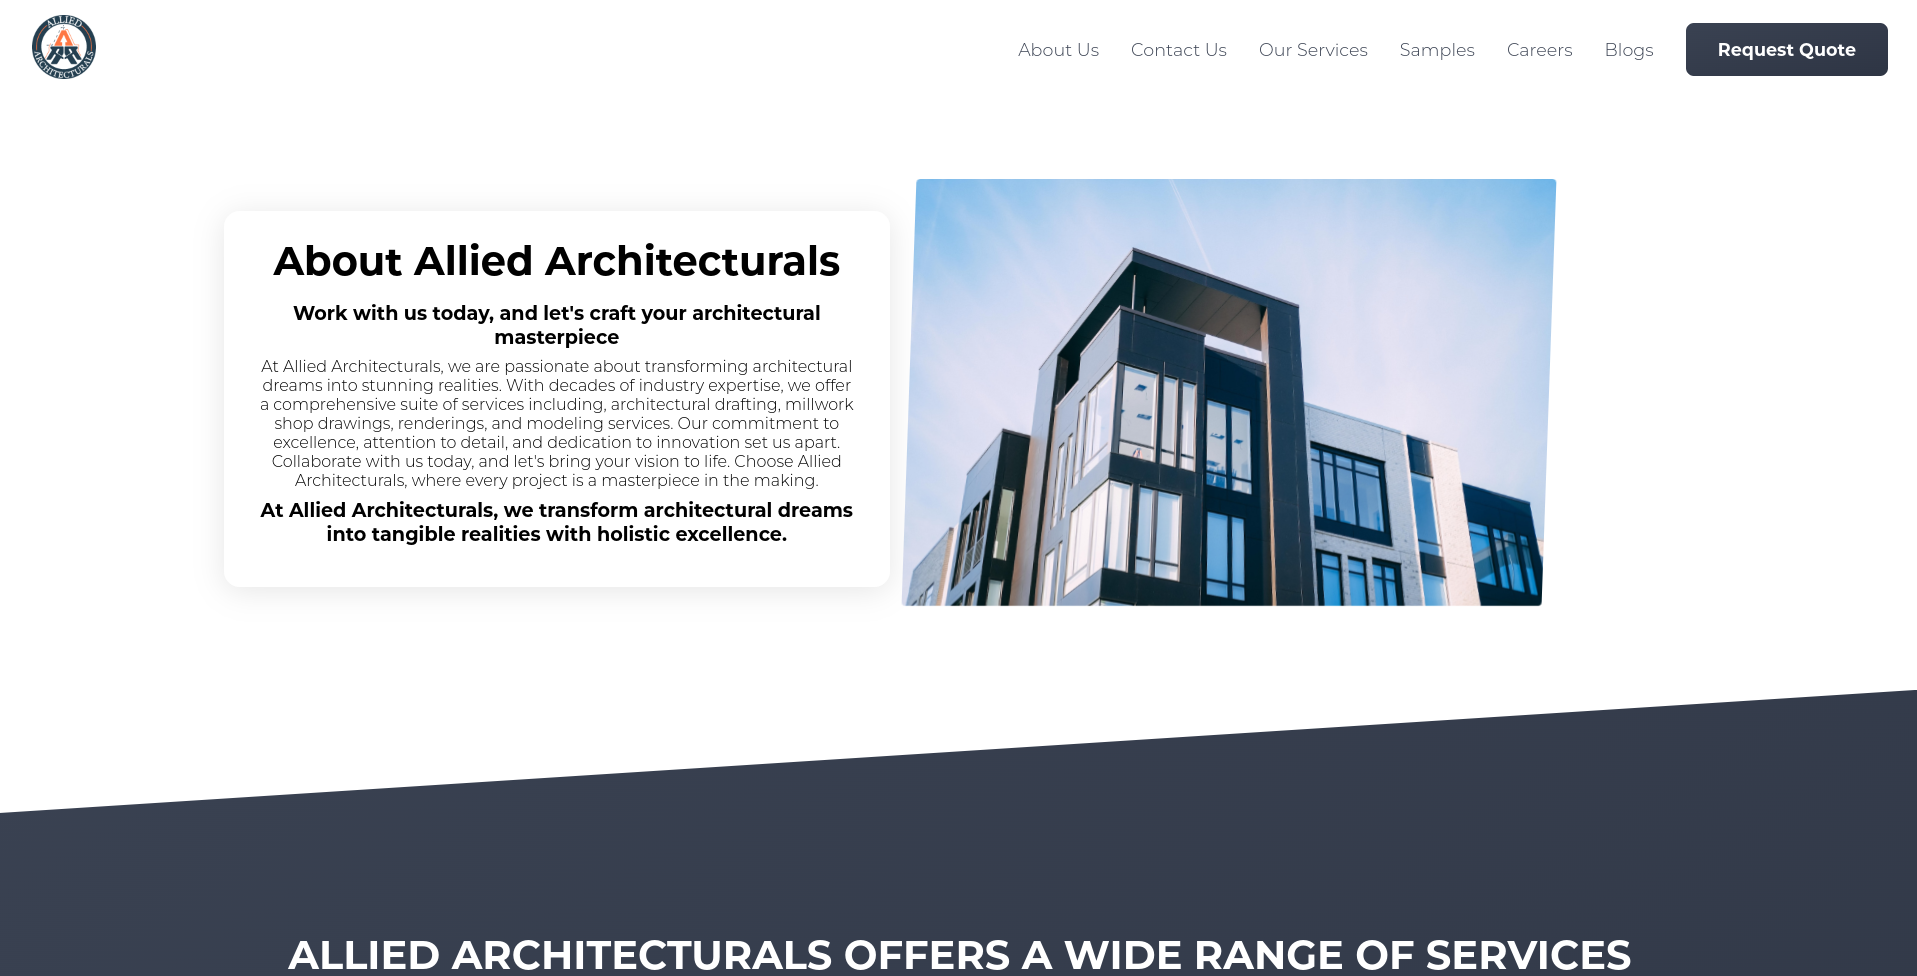 ALLIED
ARCHITECTURALS
About Us
Contact Us
Our Services
Samples
Careers
Blogs
Request Quote
About Allied Architecturals
Work with us today, and let's craft your architectural
masterpiece
At Allied Architecturals, we are passionate about transforming architectural
dreams into stunning realities. With decades of industry expertise, we offer
a comprehensive suite of services including, architectural drafting, millwork
shop drawings, renderings, and modeling services. Our commitment to
excellence, attention to detail, and dedication to innovation set us apart.
Collaborate with us today, and let's bring your vision to life. Choose Allied
Architecturals, where every project is a masterpiece in the making.
At Allied Architecturals, we transform architectural dreams
into tangible realities with holistic excellence.
ALLIED ARCHITECTURALS OFFERS A WIDE RANGE OF SERVICES